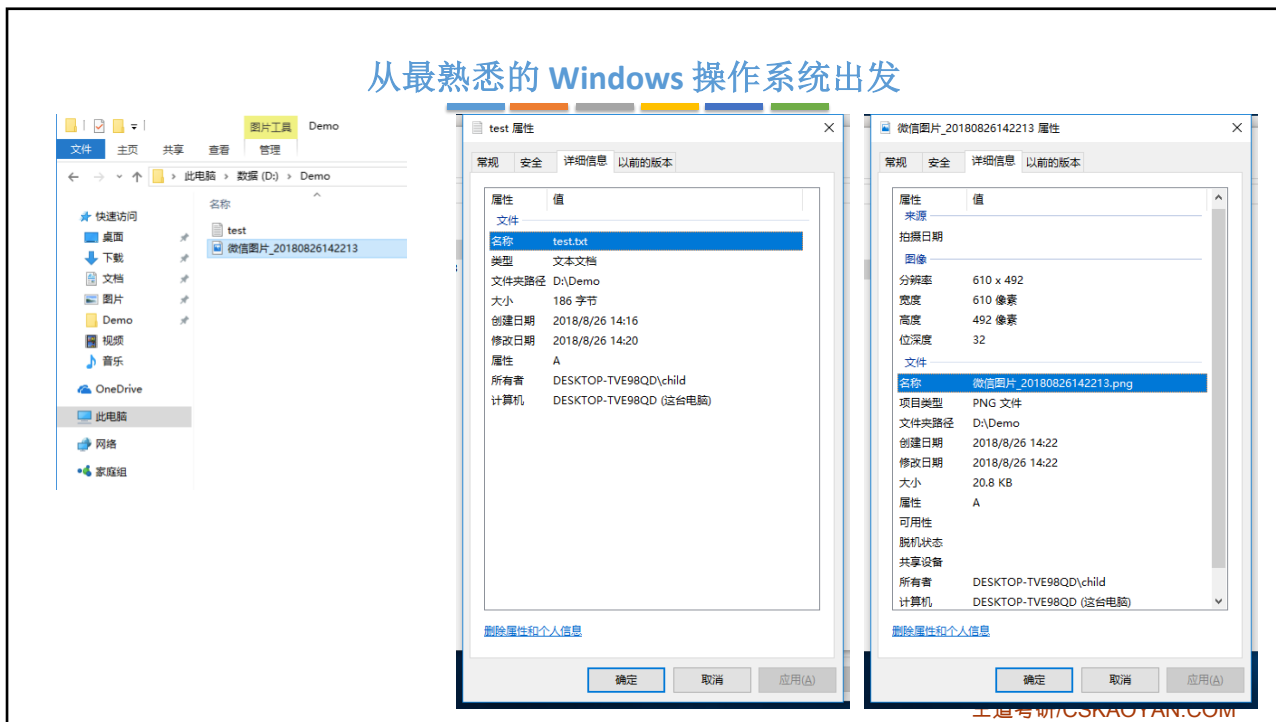 从最熟悉的 Windows 操作系统出发
图片工具 Demo
文件 主页 共享 查看 管理
此电脑 › 数据 (D:) › Demo
名称
test
微信图片_20180826142213
快速访问
桌面
下载
文档
图片
Demo
视频
音乐
OneDrive
此电脑
网络
家庭组
test 属性
常规 安全 详细信息 以前的版本
属性 值
文件
名称 test.txt
类型 文本文档
文件夹路径 D:\Demo
大小 186 字节
创建日期 2018/8/26 14:16
修改日期 2018/8/26 14:20
属性 A
所有者 DESKTOP-TVE98QD\child
计算机 DESKTOP-TVE98QD (这台电脑)
删除属性和个人信息
确定 取消 应用(A)
微信图片_20180826142213 属性
常规 安全 详细信息 以前的版本
属性 值
来源
拍摄日期
图像
分辨率 610 x 492
宽度 610 像素
高度 492 像素
位深度 32
文件
名称 微信图片_20180826142213.png
项目类型 PNG 文件
文件夹路径 D:\Demo
创建日期 2018/8/26 14:22
修改日期 2018/8/26 14:22
大小 20.8 KB
属性 A
可用性
脱机状态
共享设备
所有者 DESKTOP-TVE98QD\child
计算机 DESKTOP-TVE98QD (这台电脑)
删除属性和个人信息
确定 取消 应用(A)
王道考研/CSKAOYAN.COM